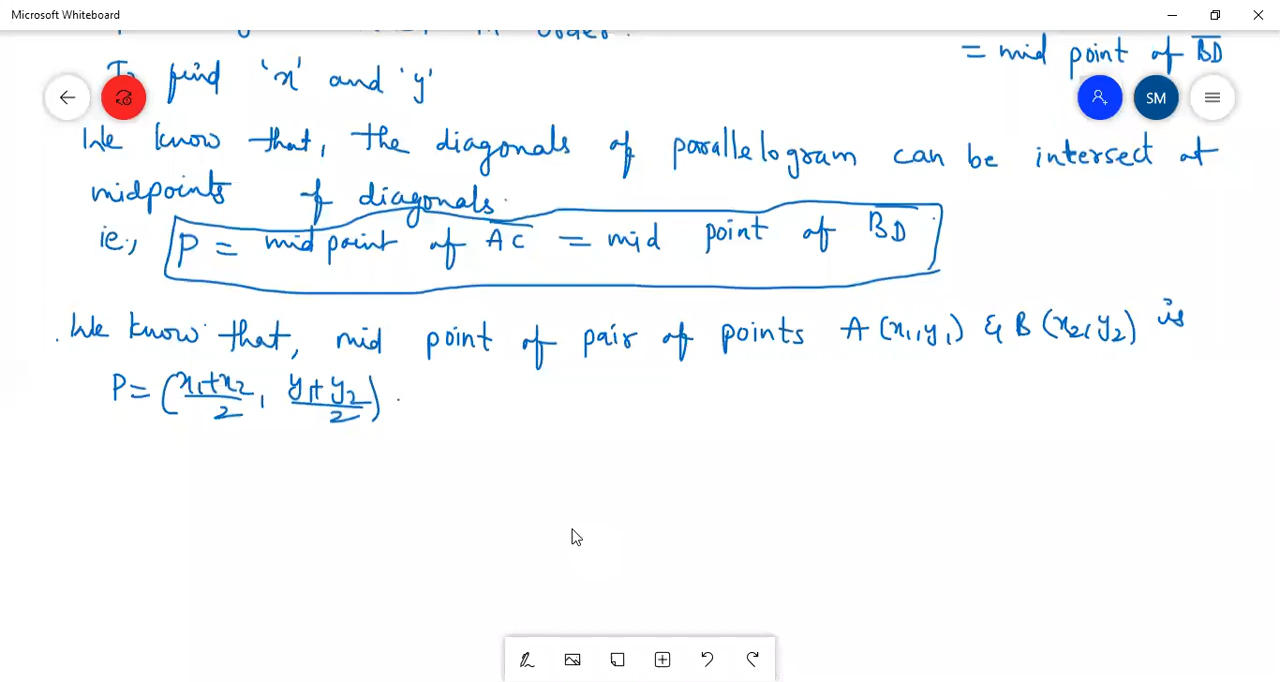 Microsoft Whiteboard
= mid point of BD
To find 'x' and 'y'
SM
We know that, the diagonals of parallelogram can be intersect at
midpoints of diagonals.
ie., P = midpoint of AC = mid point of BD
We know that, mid point of pair of points A (x₁, y₁) & B (x₂, y₂) is
P = (x₁+x₂/2, y₁+y₂/2).